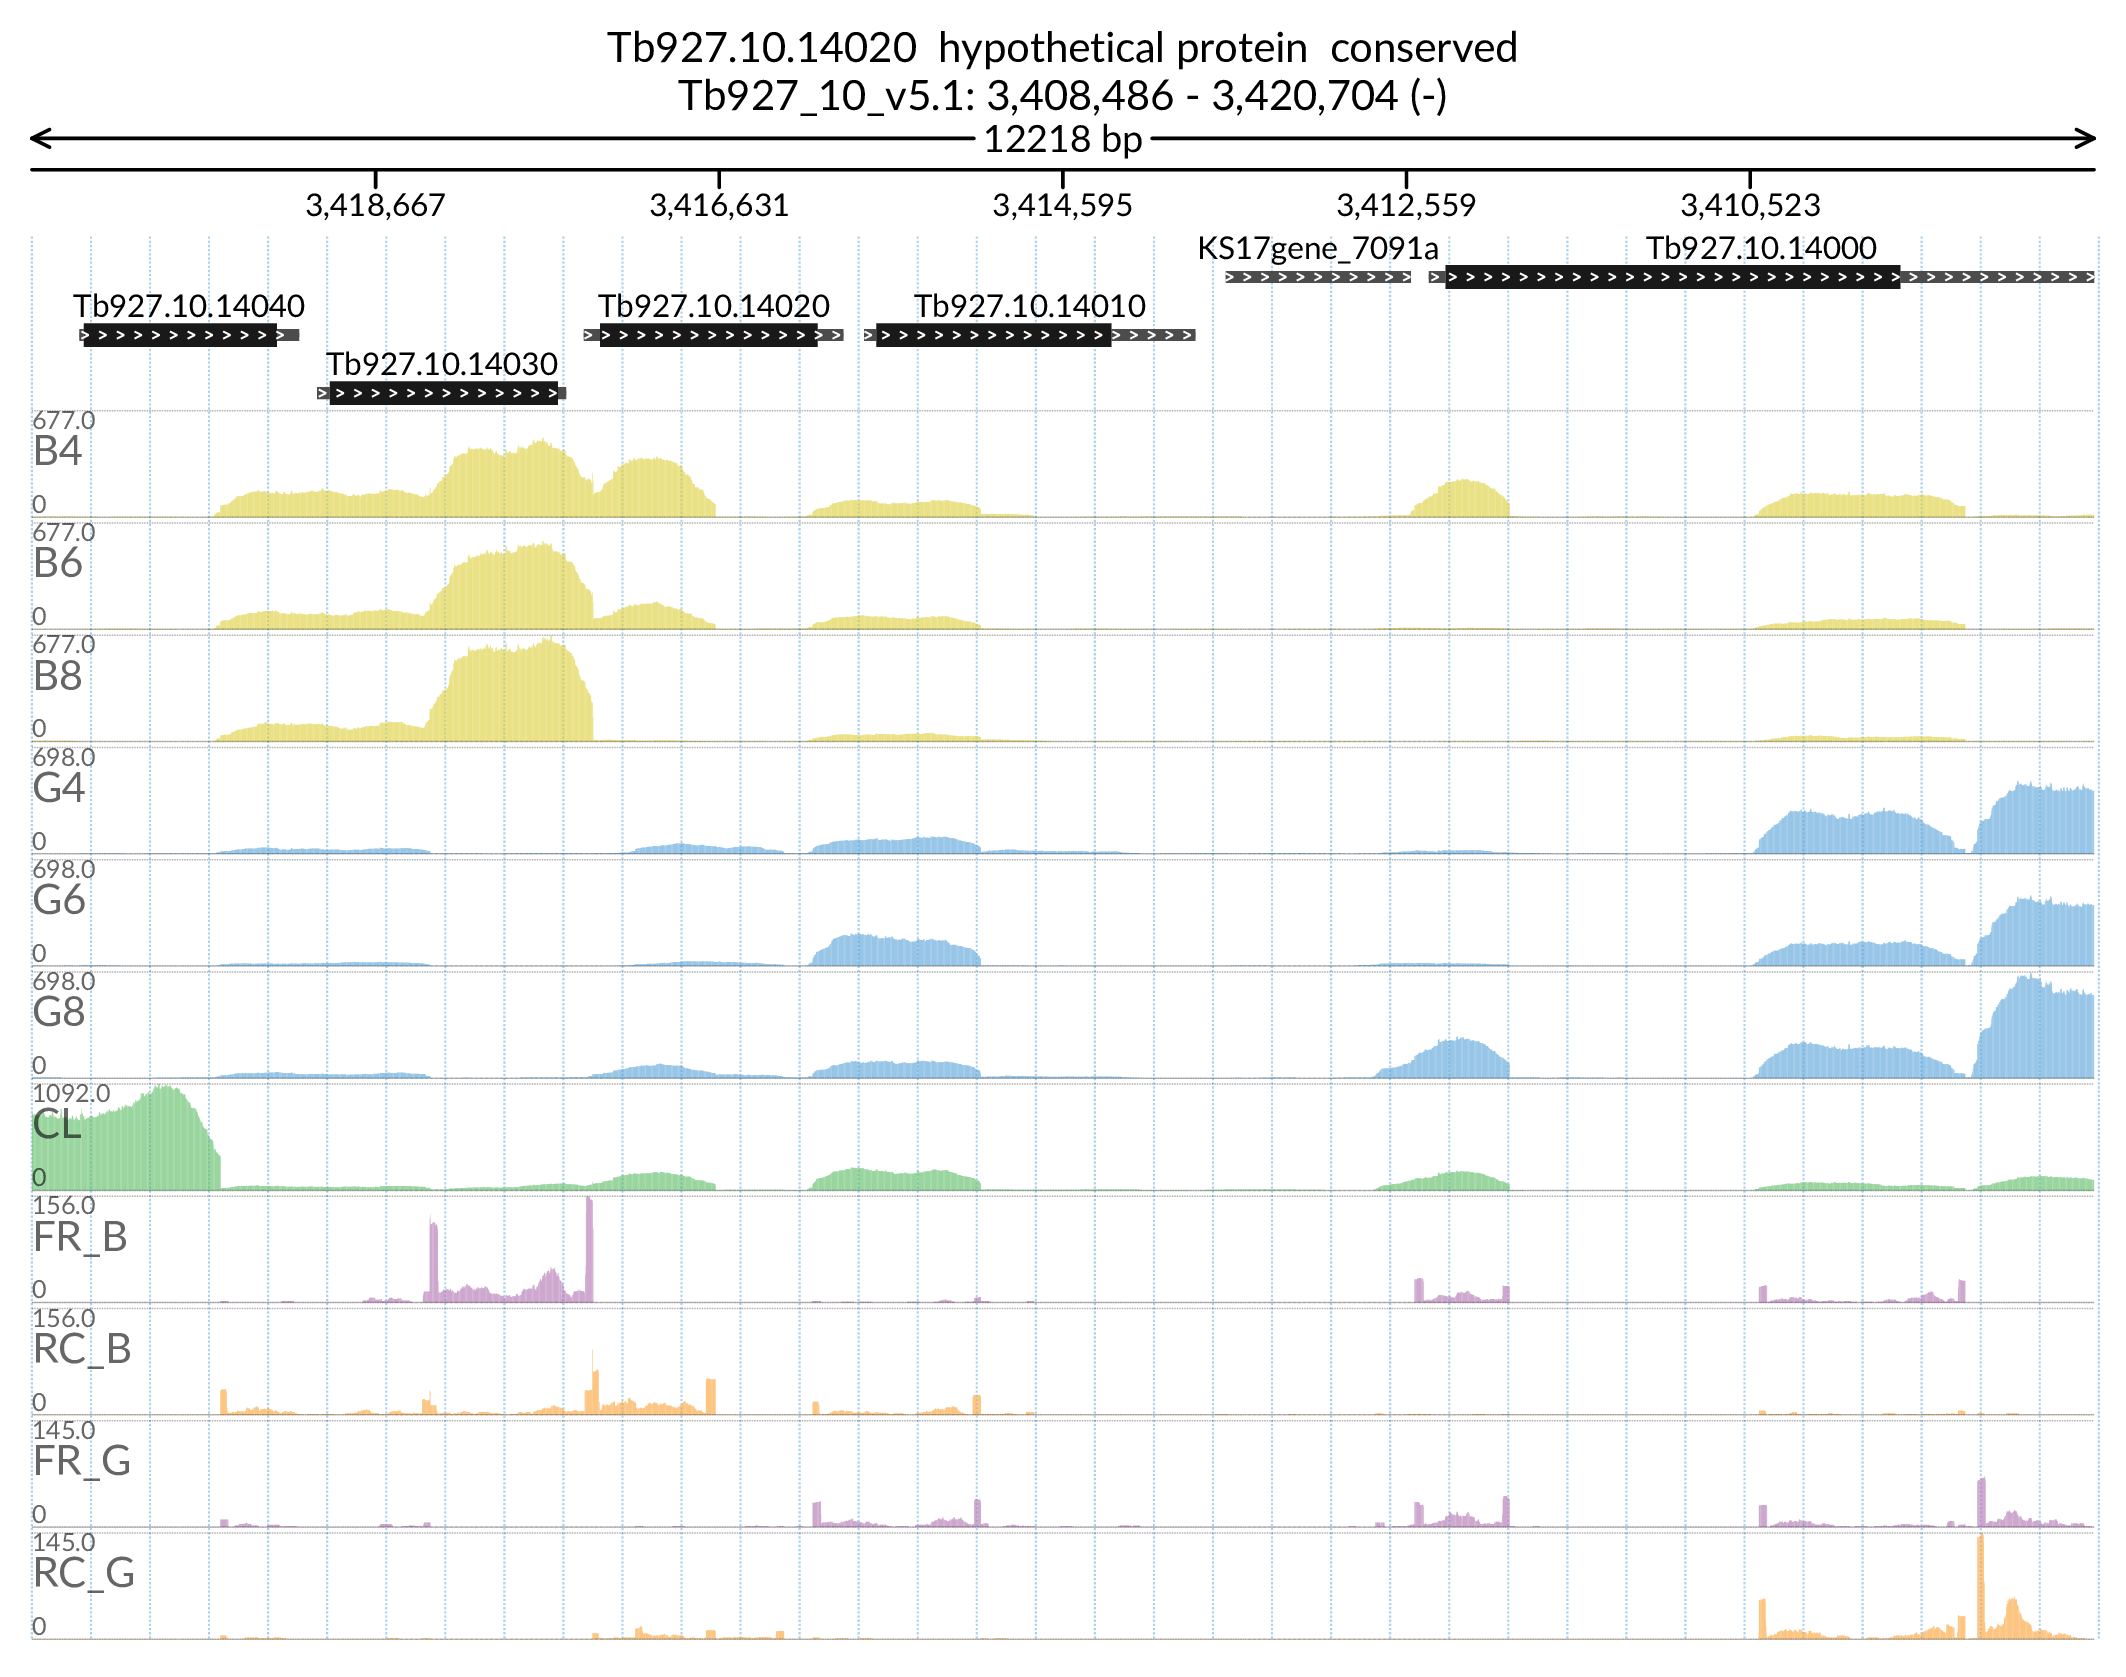 Tb927.10.14020  hypothetical protein  conserved
Tb927_10_v5.1: 3,408,486 - 3,420,704 (-)
12218 bp
3,418,667 3,416,631 3,414,595 3,412,559 3,410,523
KS17gene_7091a Tb927.10.14000
Tb927.10.14040 Tb927.10.14020 Tb927.10.14010
Tb927.10.14030
677.0
B4
0
677.0
B6
0
677.0
B8
0
698.0
G4
0
698.0
G6
0
698.0
G8
0
1092.0
CL
0
156.0
FR_B
0
156.0
RC_B
0
145.0
FR_G
0
145.0
RC_G
0